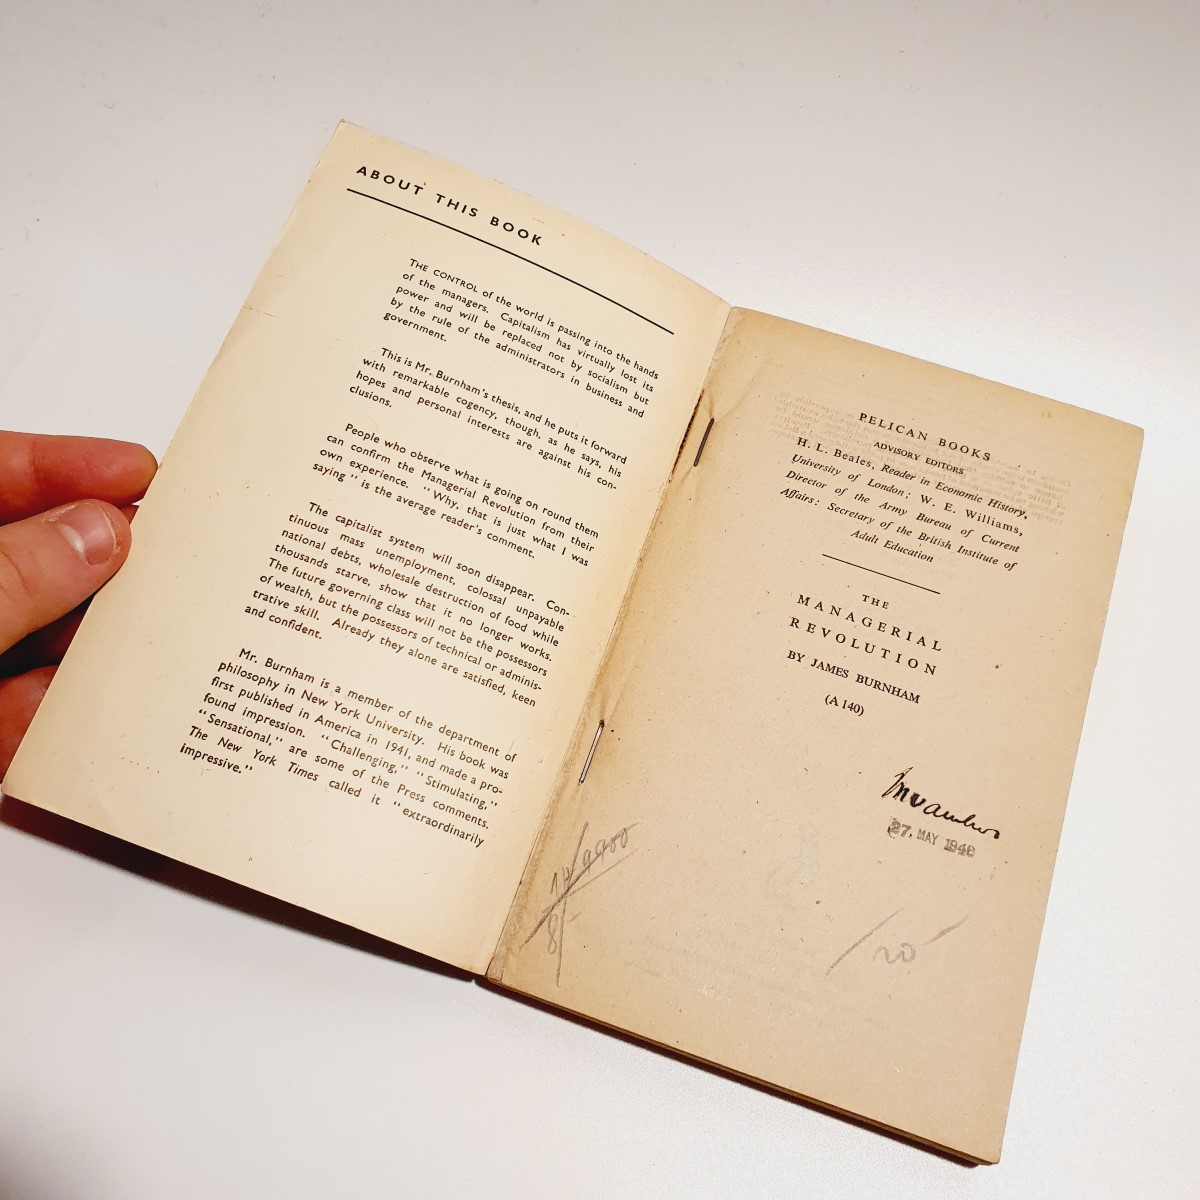 ABOUT THIS BOOK
THE CONTROL of the world is passing into the hands
of the managers. Capitalism has virtually lost its
power and will be replaced not by socialism but
by the rule of the administrators in business and
government.
This is Mr. Burnham's thesis, and he puts it forward
with remarkable cogency, though, as he says, his
hopes and personal interests are against his con-
clusions.
People who observe what is going on round them
can confirm the Managerial Revolution from their
own experience. "Why, that is just what I was
saying" is the average reader's comment.
The capitalist system will soon disappear. Con-
tinuous mass unemployment, colossal unpayable
national debts, wholesale destruction of food while
thousands starve, show that it no longer works.
The future governing class will not be the possessors
of wealth, but the possessors of technical or adminis-
trative skill. Already they alone are satisfied, keen
and confident.
Mr. Burnham is a member of the department of
philosophy in New York University. His book was
first published in America in 1941, and made a pro-
found impression. "Challenging," "Stimulating,"
"Sensational," are some of the Press comments.
The New York Times called it "extraordinarily
impressive."
PELICAN BOOKS
ADVISORY EDITORS
H. L. Beales, Reader in Economic History,
University of London; W. E. Williams,
Director of the Army Bureau of Current
Affairs: Secretary of the British Institute of
Adult Education
THE
MANAGERIAL
REVOLUTION
BY JAMES BURNHAM
(A 140)
27. MAY 1946
8/-